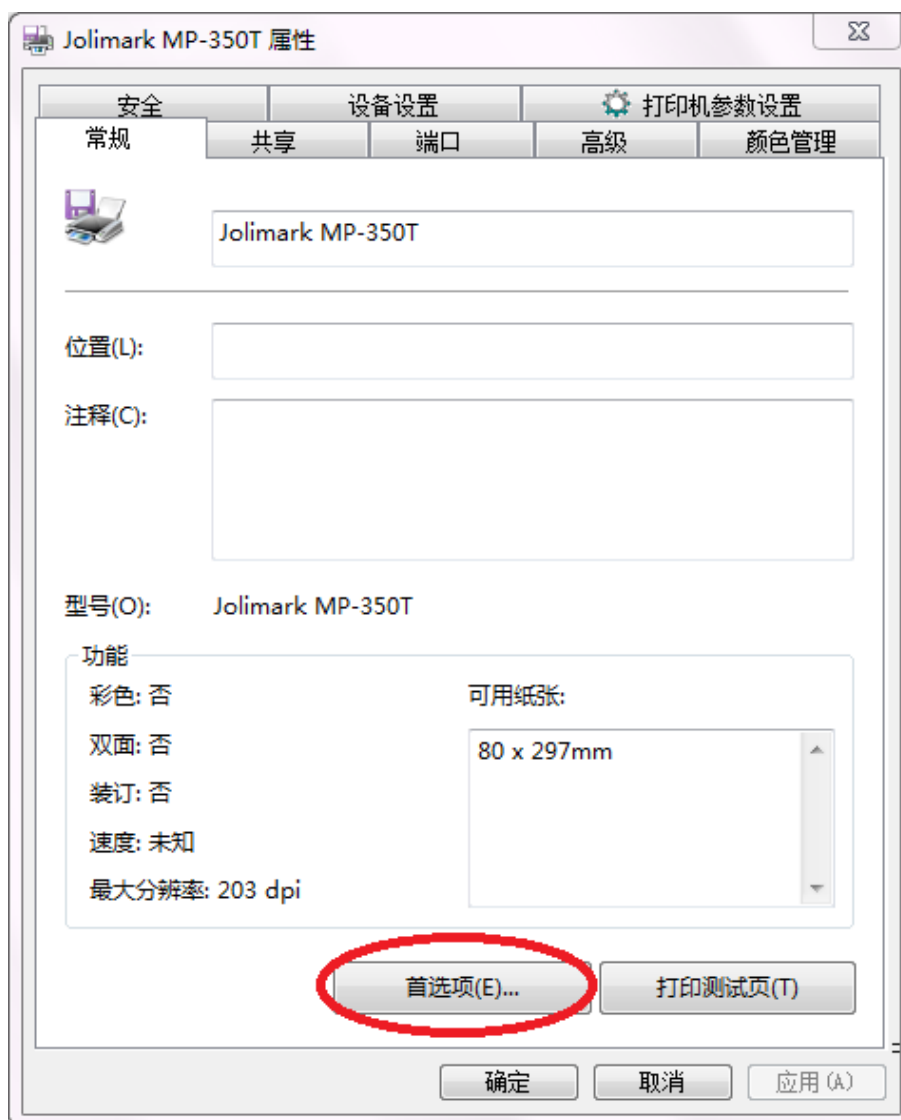 Jolimark MP-350T 属性
安全 设备设置 打印机参数设置
常规 共享 端口 高级 颜色管理
Jolimark MP-350T
位置(L):
注释(C):
型号(O): Jolimark MP-350T
功能
彩色: 否 可用纸张:
双面: 否 80 x 297mm
装订: 否
速度: 未知
最大分辨率: 203 dpi
首选项(E)... 打印测试页(T)
确定 取消 应用(A)